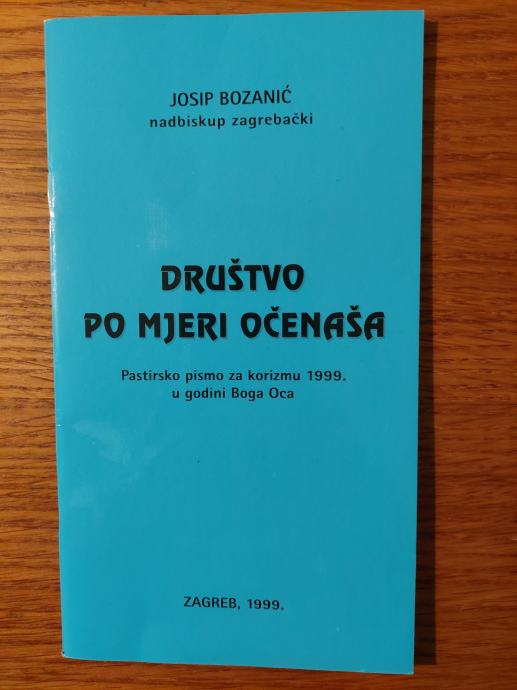 JOSIP BOZANIĆ
nadbiskup zagrebački
DRUŠTVO
PO MJERI OČENAŠA
Pastirsko pismo za korizmu 1999.
u godini Boga Oca
ZAGREB, 1999.